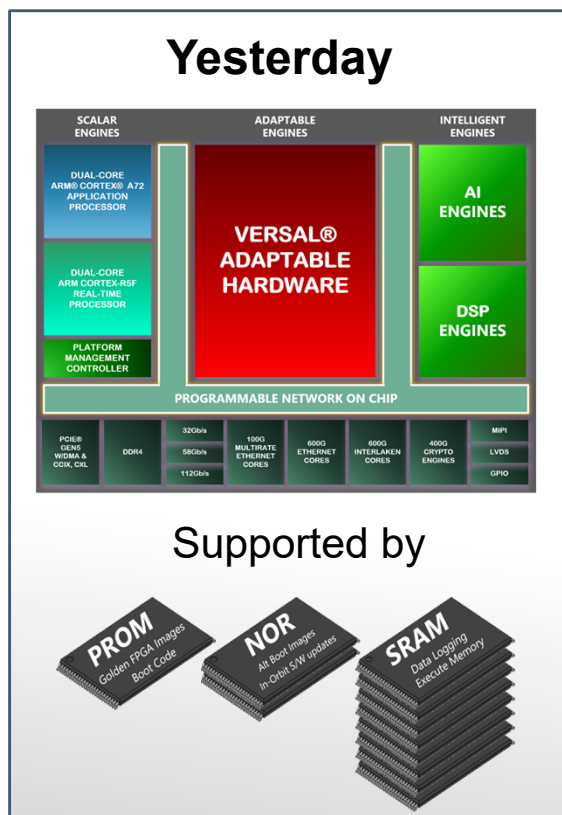 Yesterday
SCALAR
ENGINES
ADAPTABLE
ENGINES
INTELLIGENT
ENGINES
DUAL-CORE
ARM® CORTEX® A72
APPLICATION
PROCESSOR
DUAL-CORE
ARM CORTEX-R5F
REAL-TIME
PROCESSOR
PLATFORM
MANAGEMENT
CONTROLLER
VERSAL®
ADAPTABLE
HARDWARE
AI
ENGINES
DSP
ENGINES
PROGRAMMABLE NETWORK ON CHIP
PCIE®
GEN5
W/DMA &
CCIX, CXL
DDR4
32Gb/s
58Gb/s
112Gb/s
100G
MULTIRATE
ETHERNET
CORES
600G
ETHERNET
CORES
600G
INTERLAKEN
CORES
400G
CRYPTO
ENGINES
MIPI
LVDS
GPIO
Supported by
PROM
Golden FPGA Images
Boot Code
NOR
Alt Boot Images
In-Orbit S/W updates
SRAM
Data Logging
Execute Memory